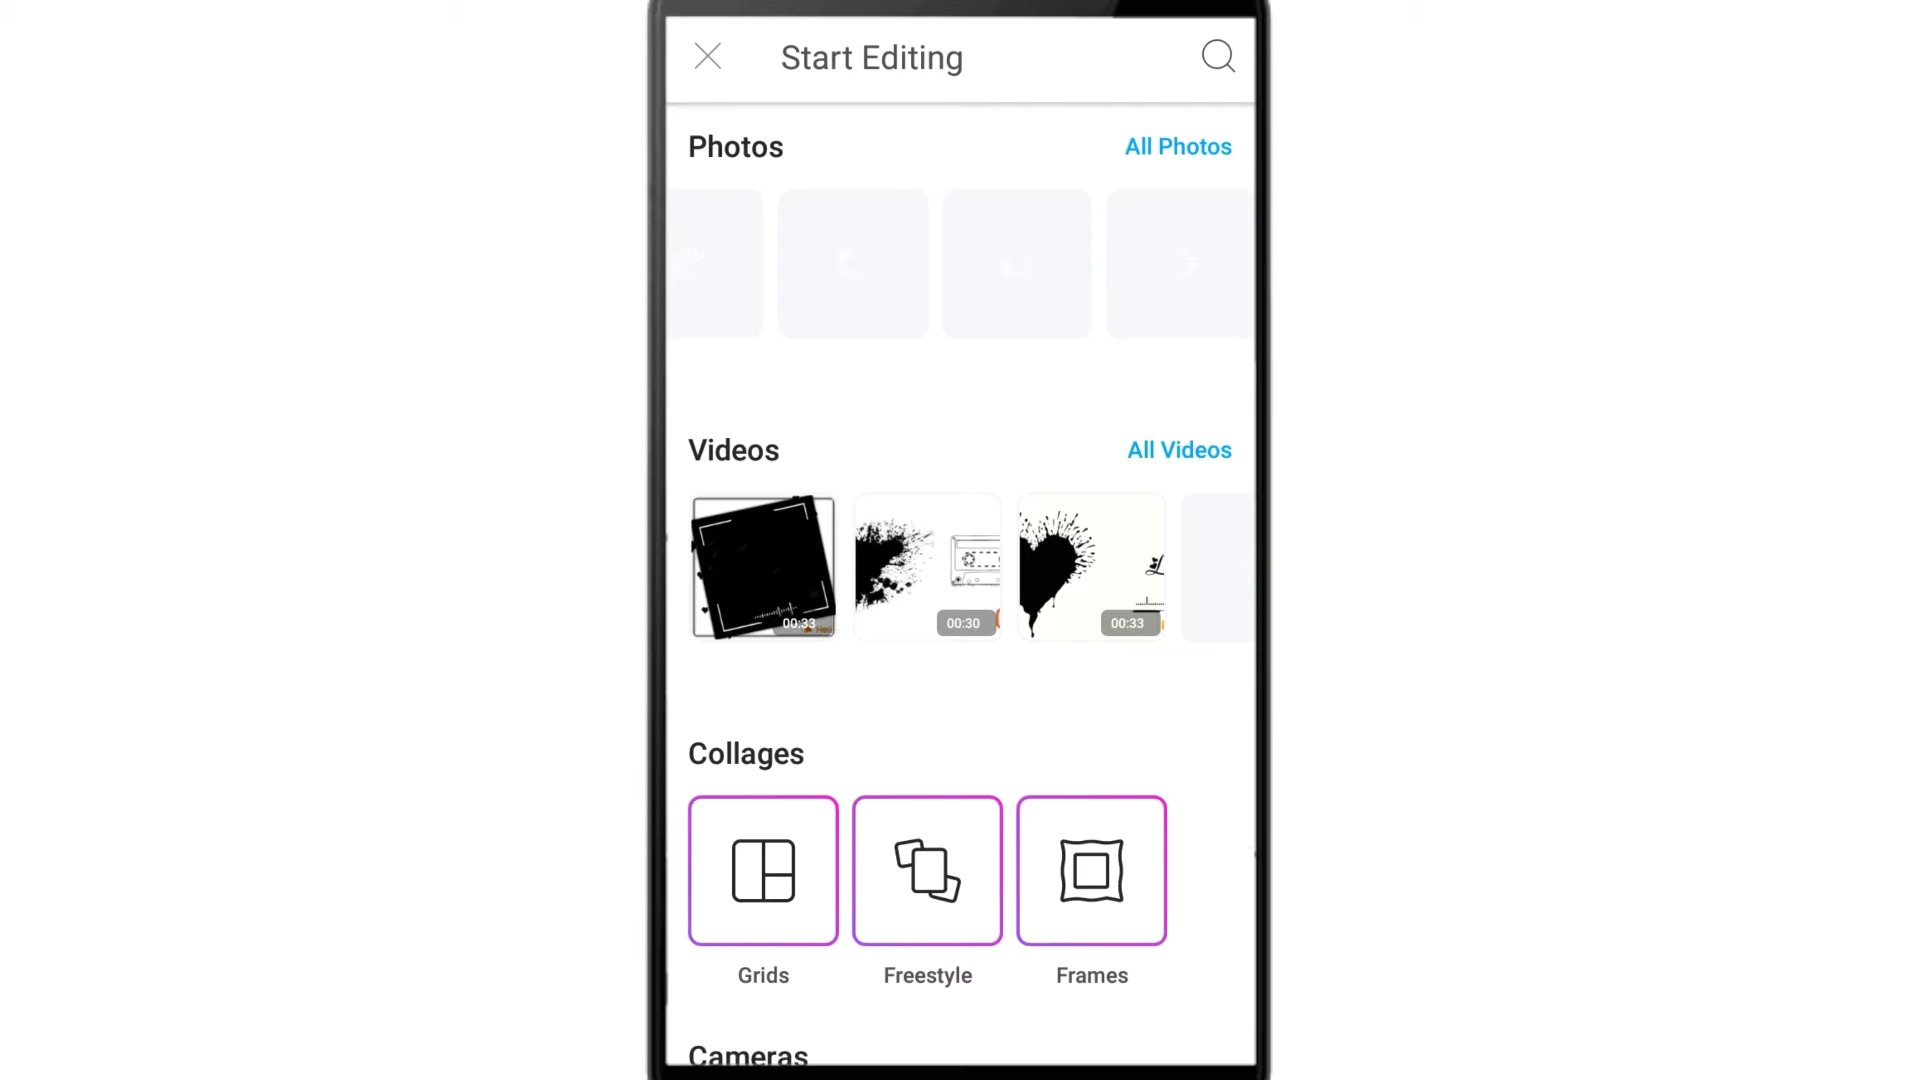 Start Editing
Photos
All Photos
Videos
All Videos
00:33
00:30
00:33
Collages
Grids
Freestyle
Frames
Cameras